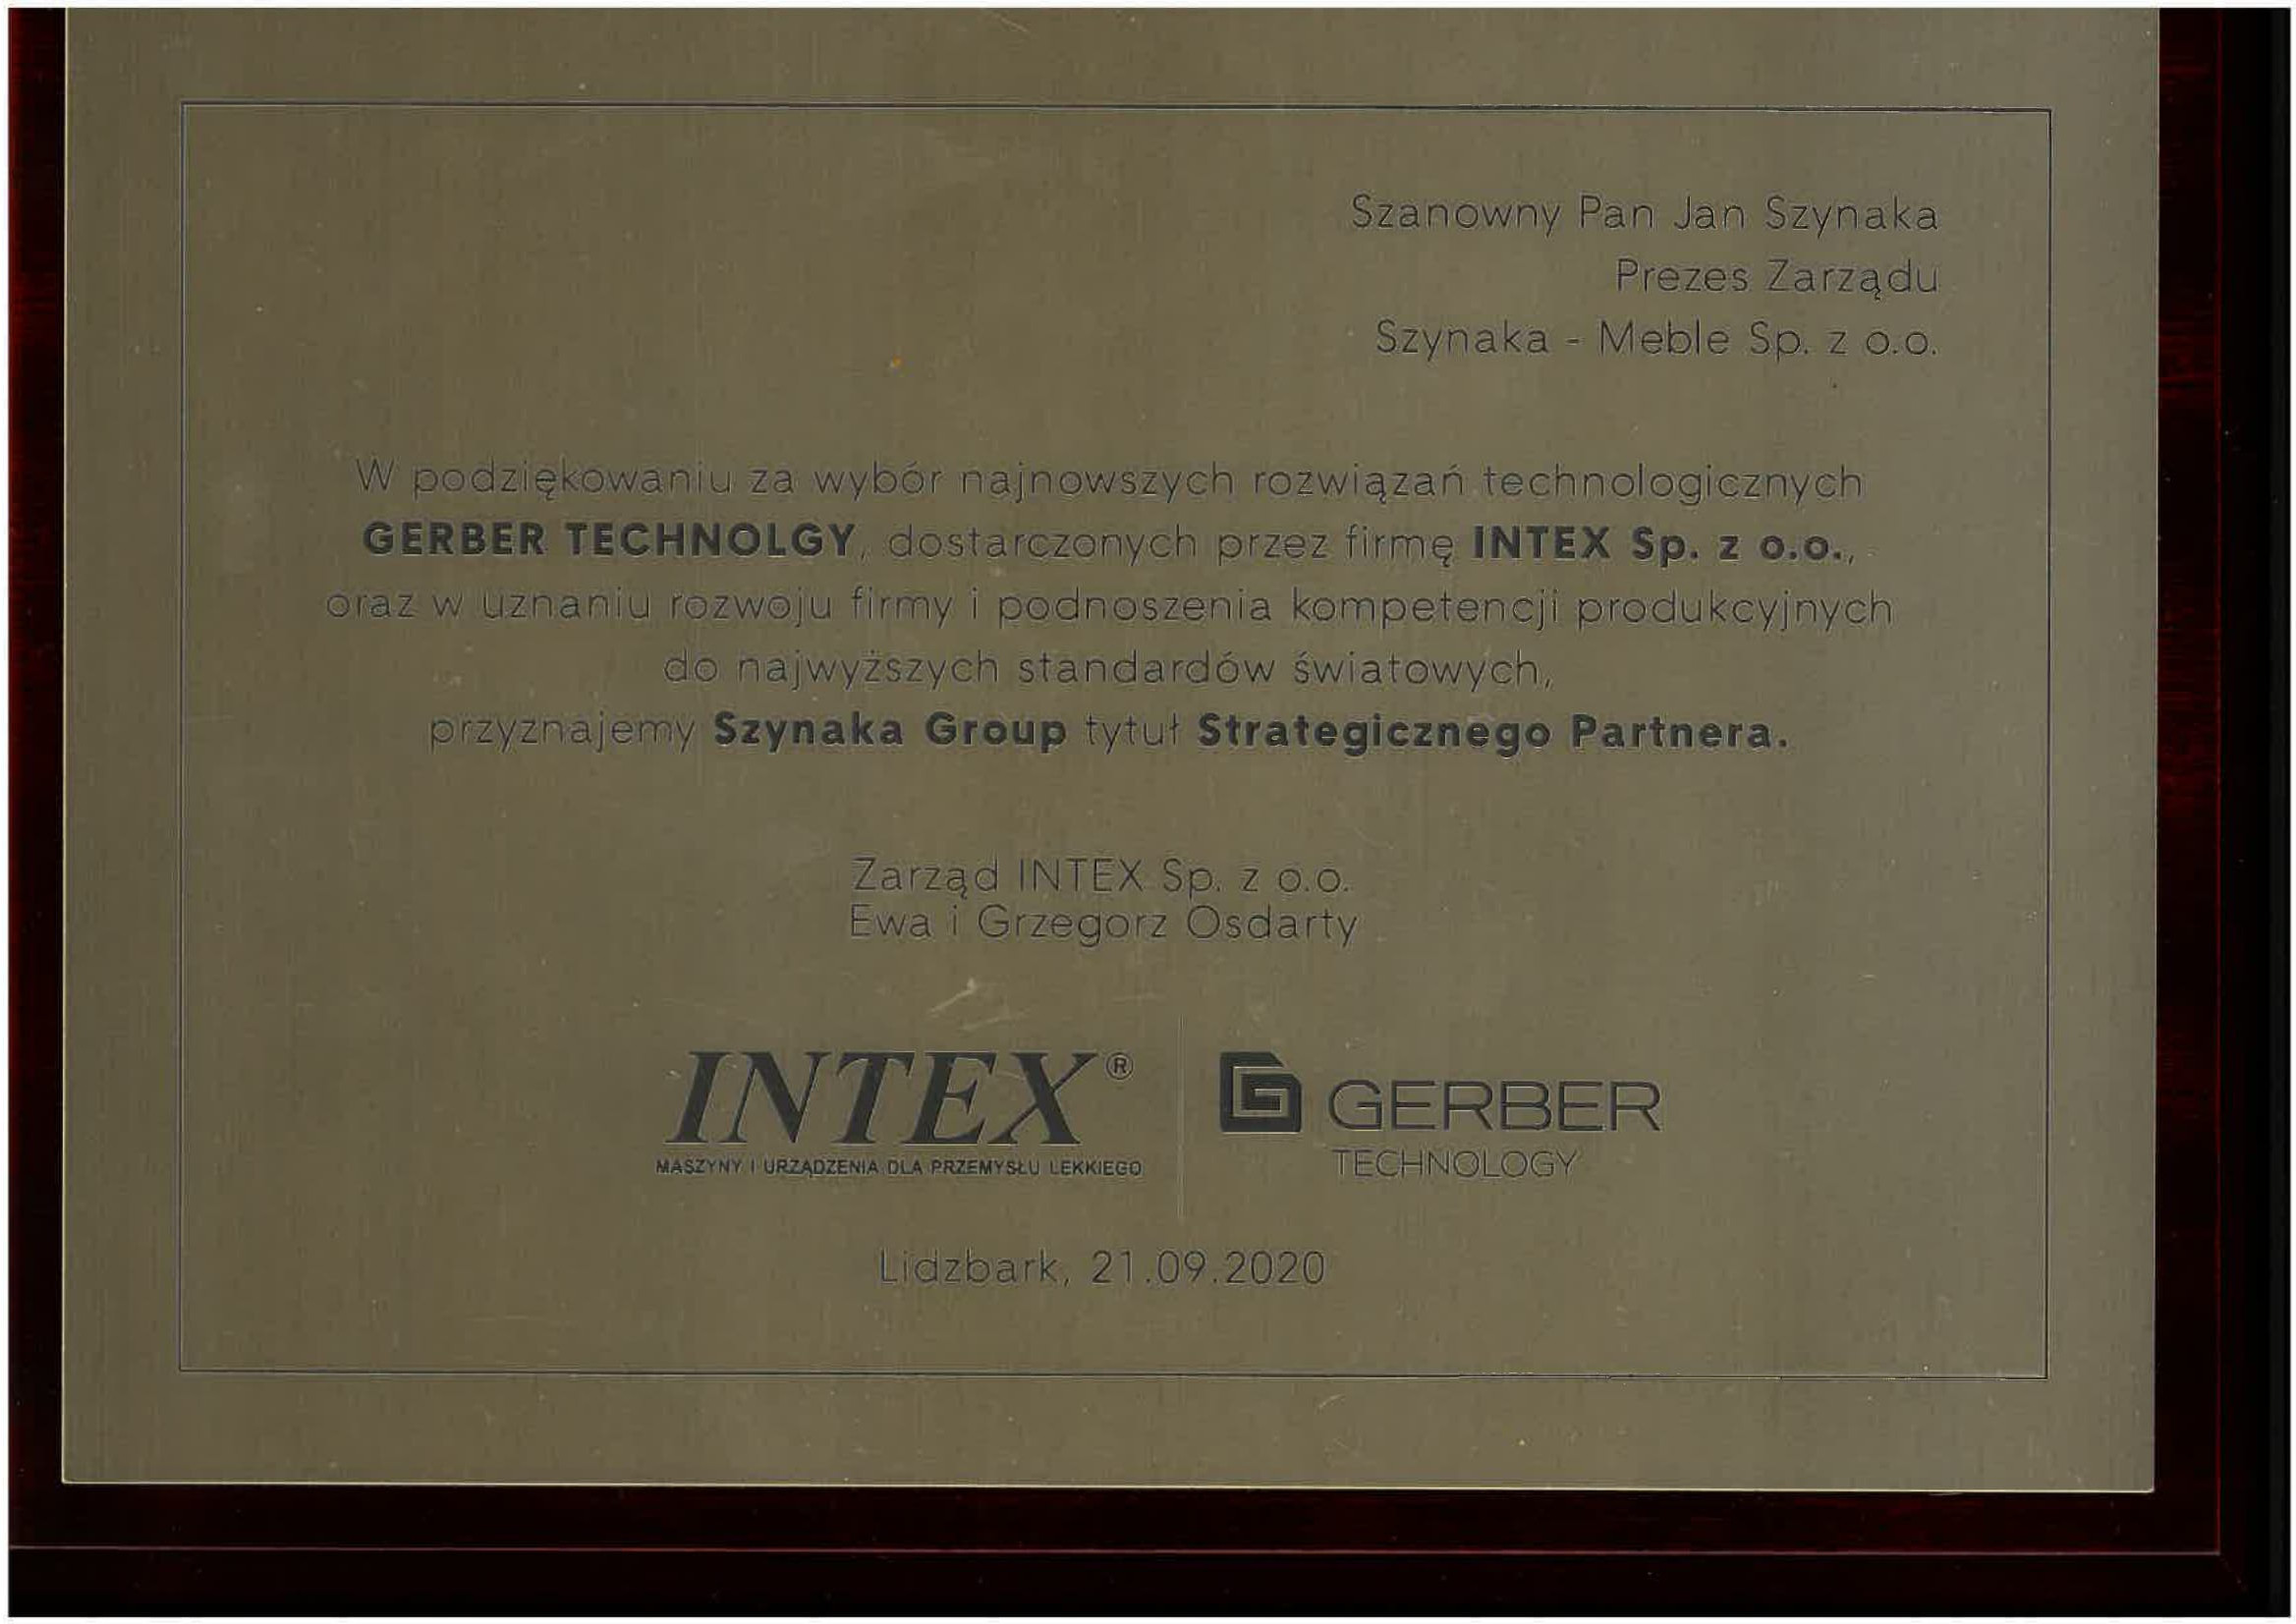 Szanowny Pan Jan Szynaka
Prezes Zarządu
Szynaka - Meble Sp. z o.o.
W podziękowaniu za wybór najnowszych rozwiązań technologicznych
GERBER TECHNOLGY, dostarczonych przez firmę INTEX Sp. z o.o.,
oraz w uznaniu rozwoju firmy i podnoszenia kompetencji produkcyjnych
do najwyższych standardów światowych,
przyznajemy Szynaka Group tytuł Strategicznego Partnera.
Zarząd INTEX Sp. z o.o.
Ewa i Grzegorz Osdarty
INTEX®
MASZYNY I URZĄDZENIA DLA PRZEMYSŁU LEKKIEGO
GERBER
TECHNOLOGY
Lidzbark, 21.09.2020